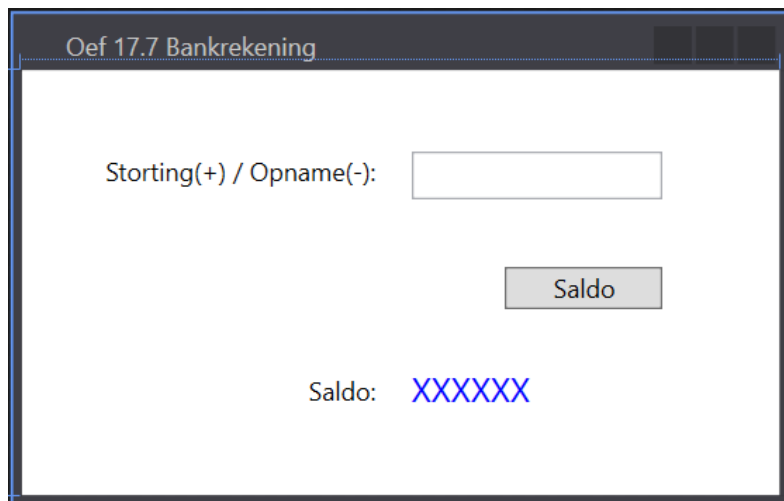 Oef 17.7 Bankrekening
Storting(+) / Opname(-):
Saldo
Saldo: XXXXXX